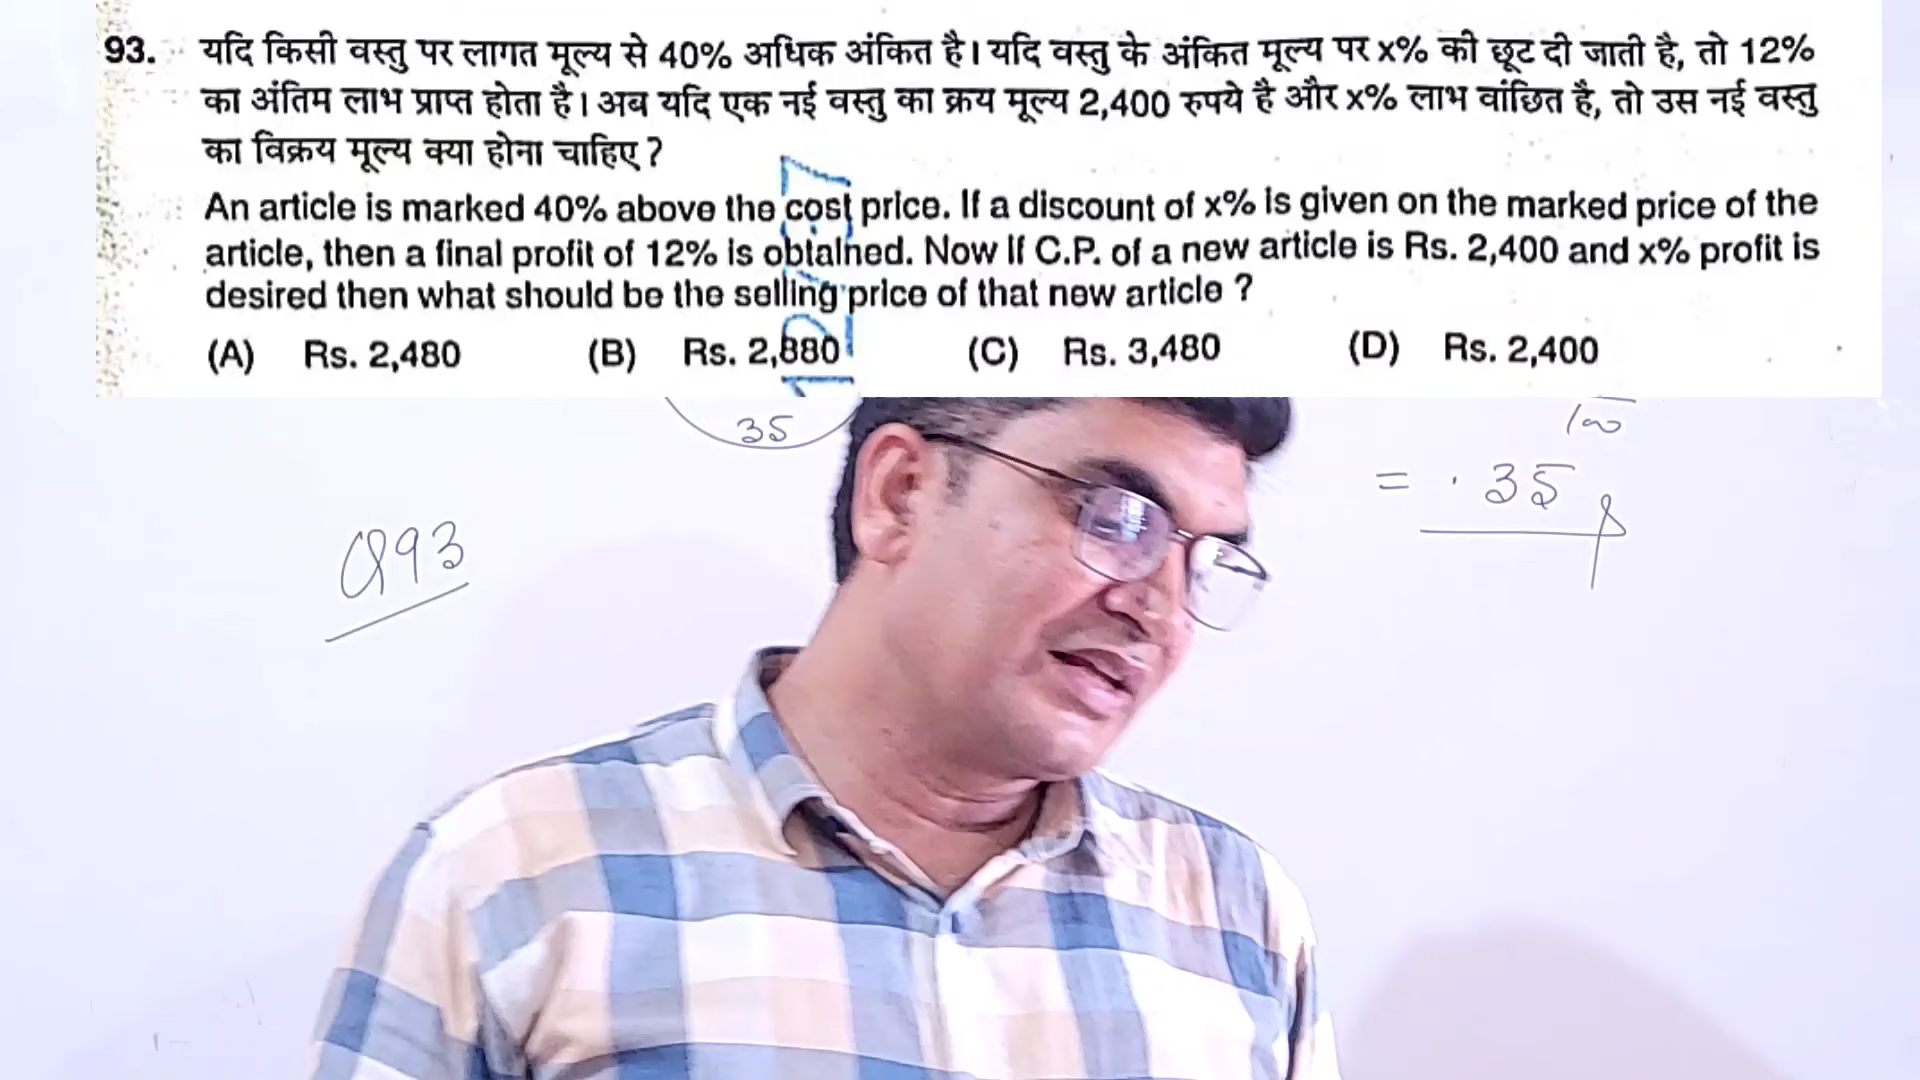 93. यदि किसी वस्तु पर लागत मूल्य से 40% अधिक अंकित है। यदि वस्तु के अंकित मूल्य पर x% की छूट दी जाती है, तो 12%
का अंतिम लाभ प्राप्त होता है। अब यदि एक नई वस्तु का क्रय मूल्य 2,400 रुपये है और x% लाभ वांछित है, तो उस नई वस्तु
का विक्रय मूल्य क्या होना चाहिए ?
An article is marked 40% above the cost price. If a discount of x% is given on the marked price of the
article, then a final profit of 12% is obtained. Now if C.P. of a new article is Rs. 2,400 and x% profit is
desired then what should be the selling price of that new article ?
(A) Rs. 2,480 (B) Rs. 2,880 (C) Rs. 3,480 (D) Rs. 2,400
35
100
= .35
Q93